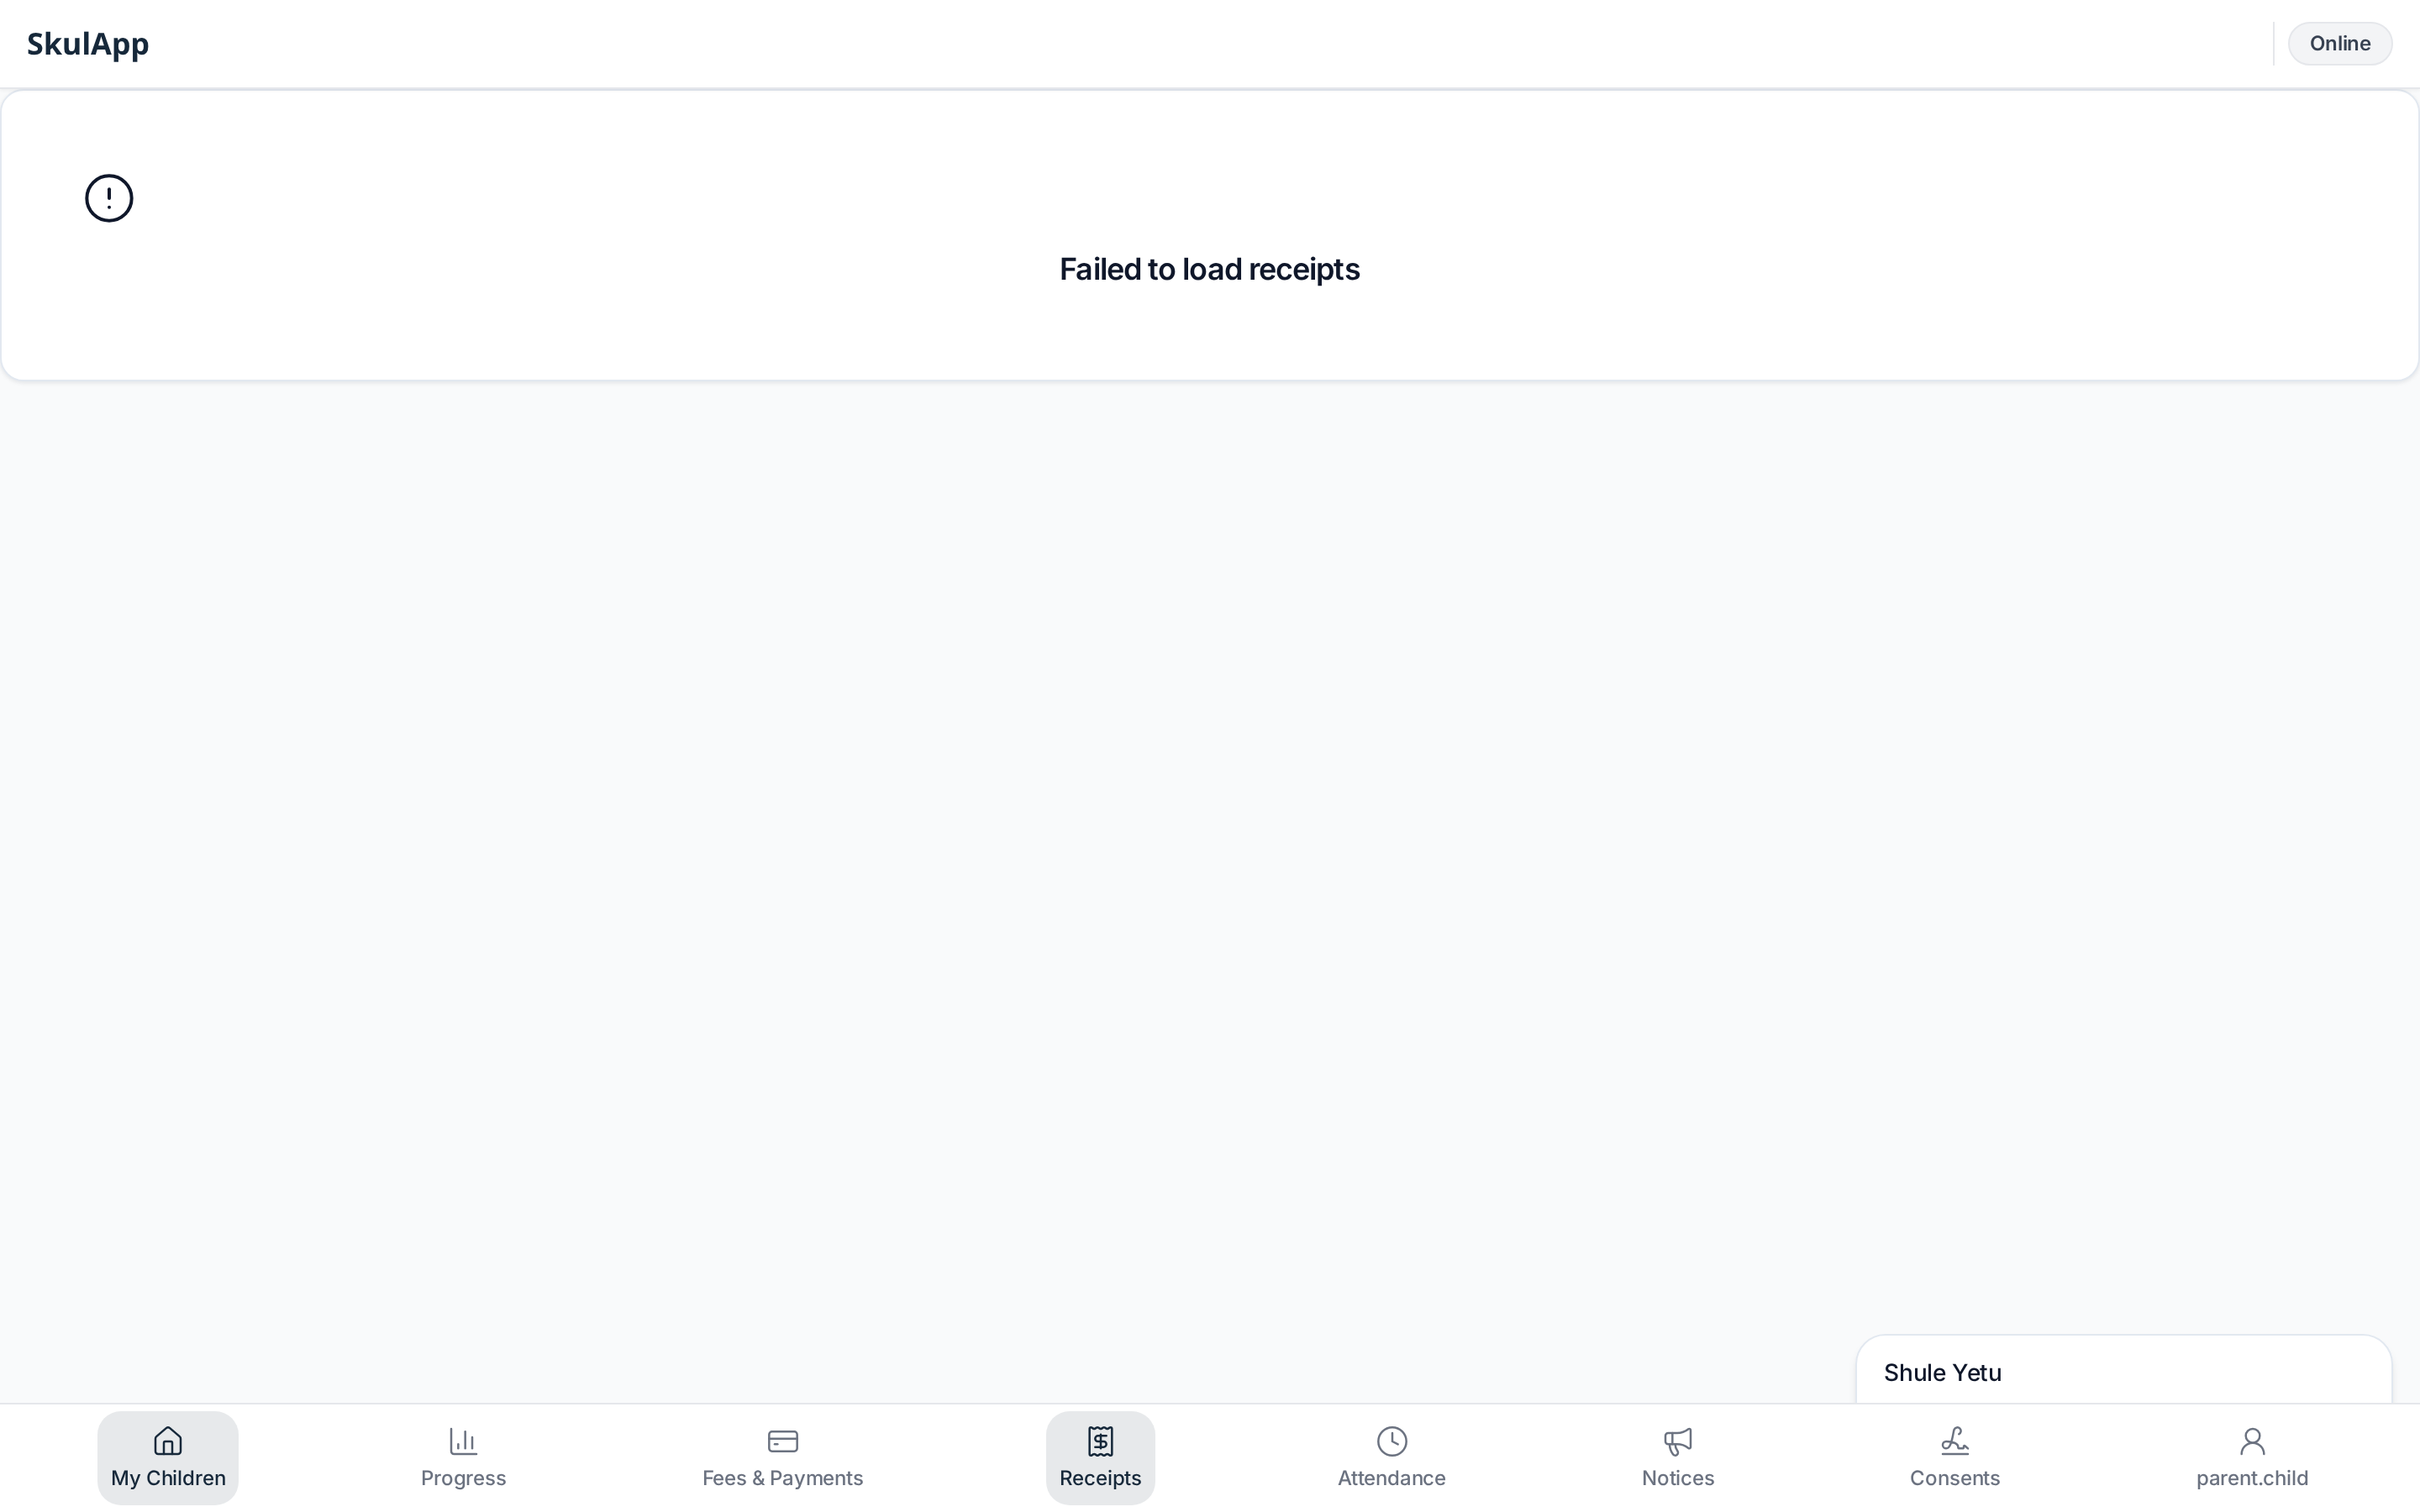 SkulApp
Online
Failed to load receipts
Shule Yetu
My Children
Progress
Fees & Payments
Receipts
Attendance
Notices
Consents
parent.child